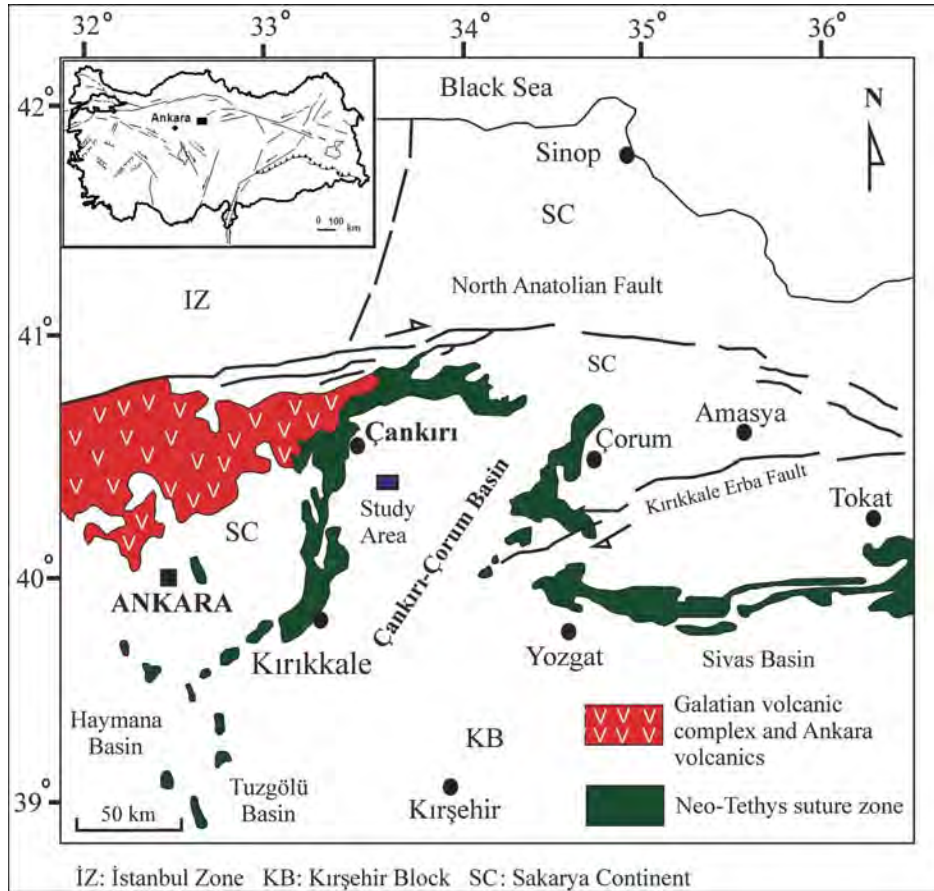 32° 33° 34° 35° 36°
42°
41°
40°
39°
Ankara
0 100
km
Black Sea
N
Sinop
SC
İZ
North Anatolian Fault
SC
Çankırı
Çorum
Amasya
Study
Area
Kırıkkale Erba Fault
Tokat
SC
Çankırı-Çorum Basin
ANKARA
Kırıkkale
Yozgat
Sivas Basin
Haymana
Basin
Tuzgölü
Basin
KB
Kırşehir
50 km
Galatian volcanic
complex and Ankara
volcanics
Neo-Tethys suture zone
İZ: İstanbul Zone KB: Kırşehir Block SC: Sakarya Continent